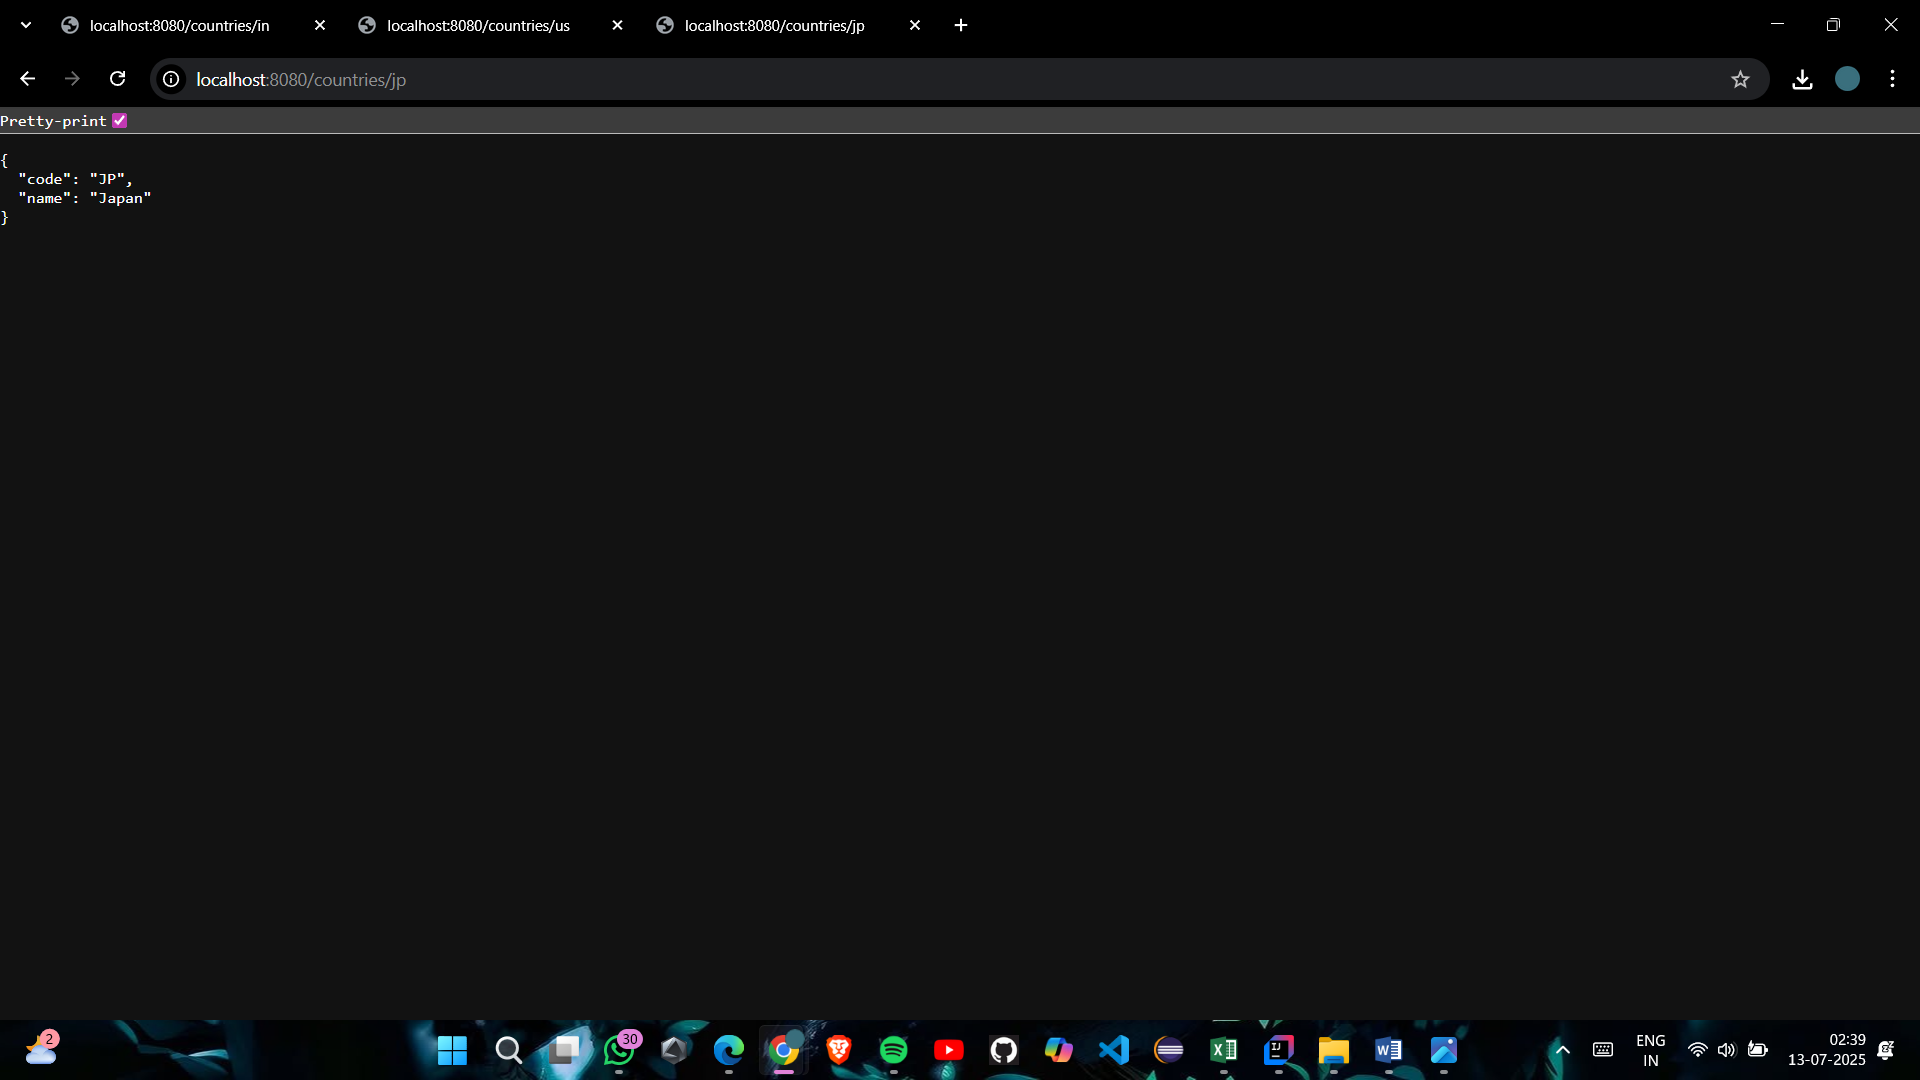 localhost:8080/countries/in
localhost:8080/countries/us
localhost:8080/countries/jp
localhost:8080/countries/jp
Pretty-print
{
  "code": "JP",
  "name": "Japan"
}
2
30
ENG
IN
02:39
13-07-2025